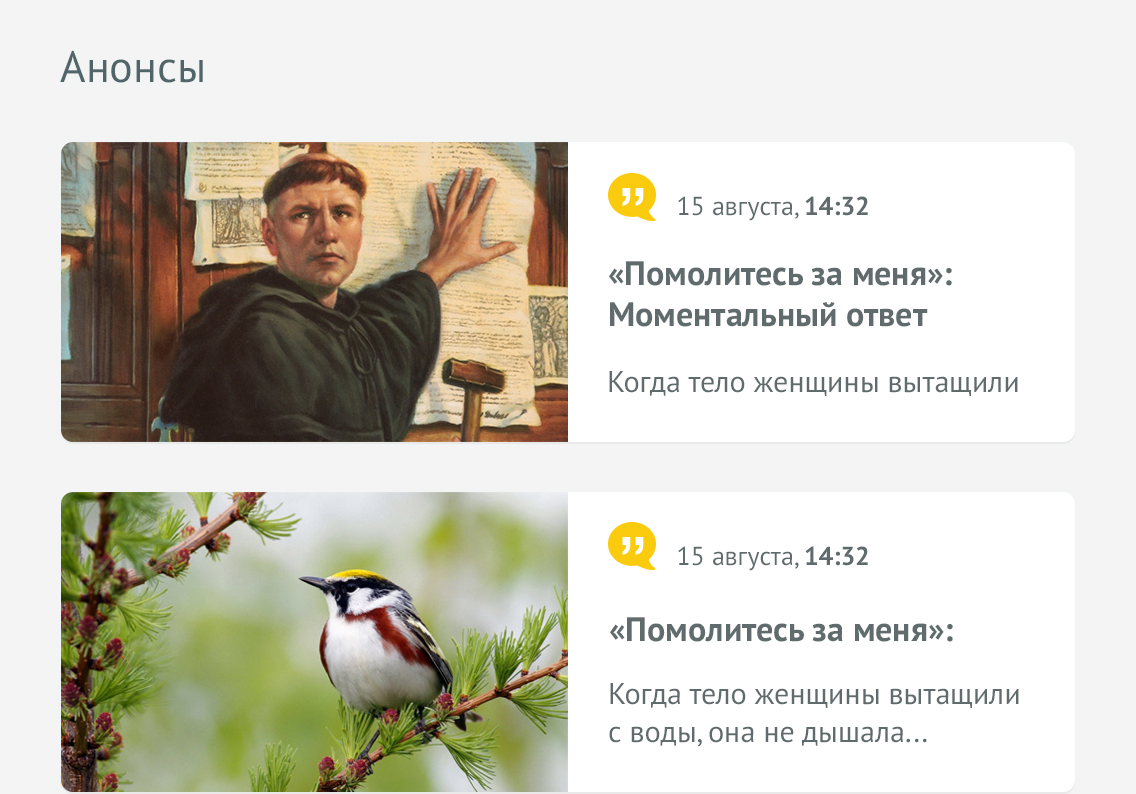 Анонсы
15 августа, 14:32
«Помолитесь за меня»:
Моментальный ответ
Когда тело женщины вытащили
15 августа, 14:32
«Помолитесь за меня»:
Когда тело женщины вытащили
с воды, она не дышала...